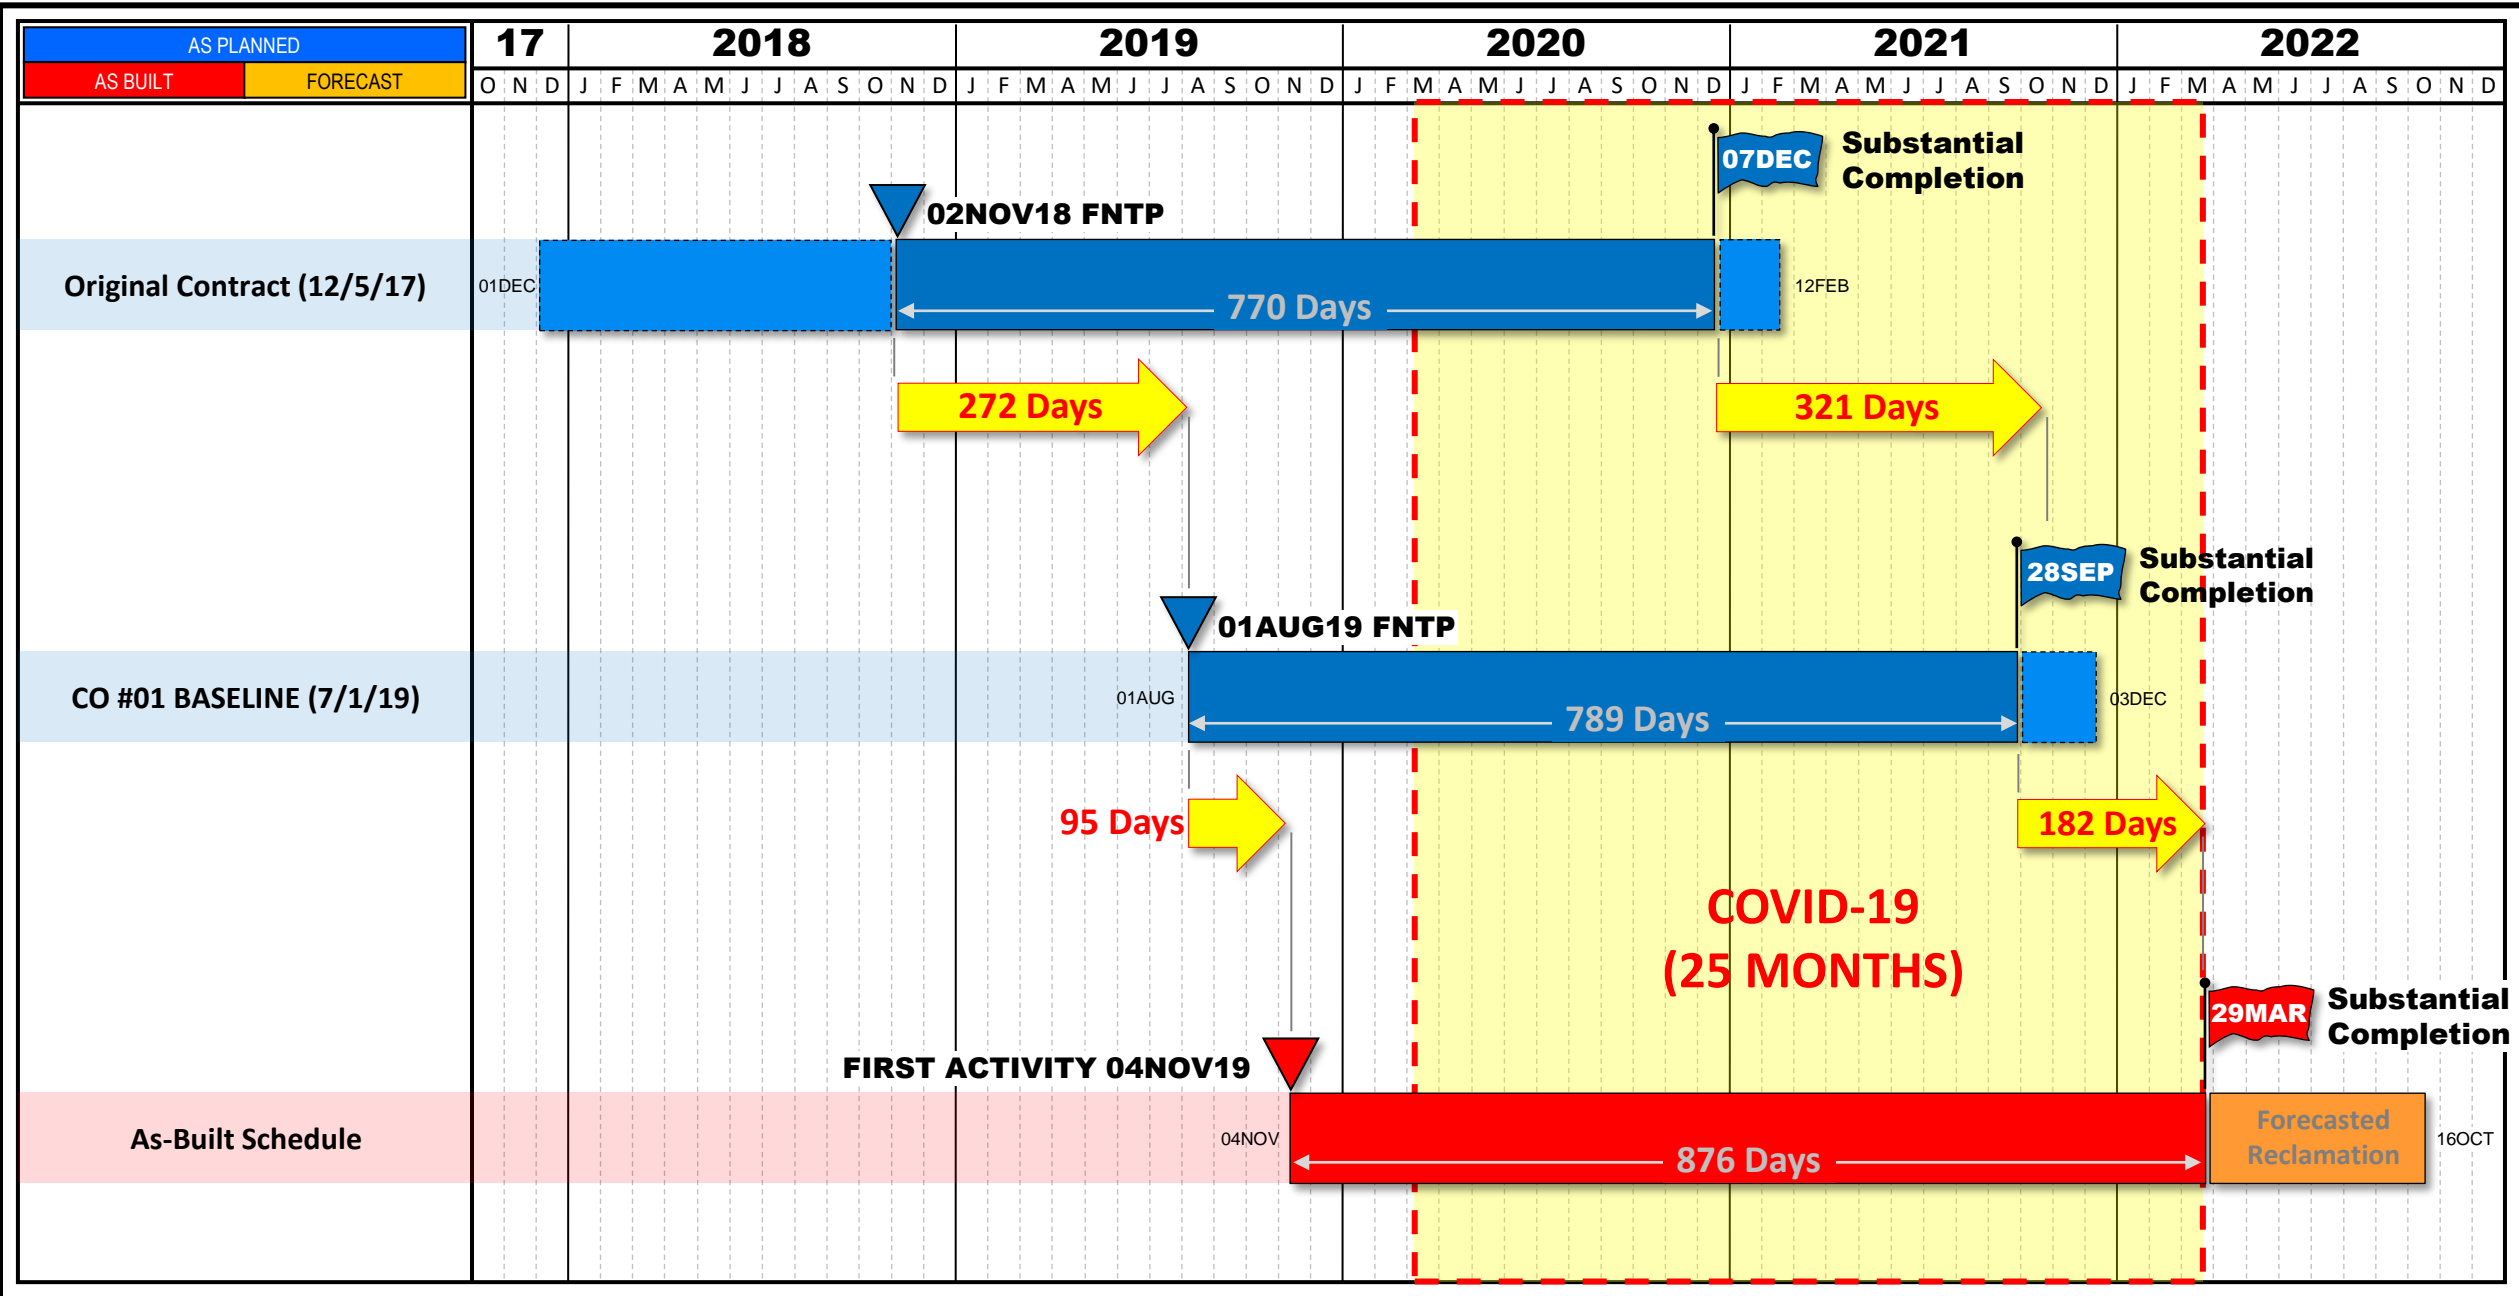 AS PLANNED
AS BUILT FORECAST
17 2018 2019 2020 2021 2022
O N D J F M A M J J A S O N D J F M A M J J A S O N D J F M A M J J A S O N D J F M A M J J A S O N D J F M A M J J A S O N D
07DEC
Substantial
Completion
02NOV18 FNTP
Original Contract (12/5/17)
01DEC
770 Days
12FEB
272 Days
321 Days
28SEP
Substantial
Completion
01AUG19 FNTP
CO #01 BASELINE (7/1/19)
01AUG
789 Days
03DEC
95 Days
182 Days
COVID-19
(25 MONTHS)
29MAR
Substantial
Completion
FIRST ACTIVITY 04NOV19
As-Built Schedule
04NOV
876 Days
Forecasted
Reclamation
16OCT